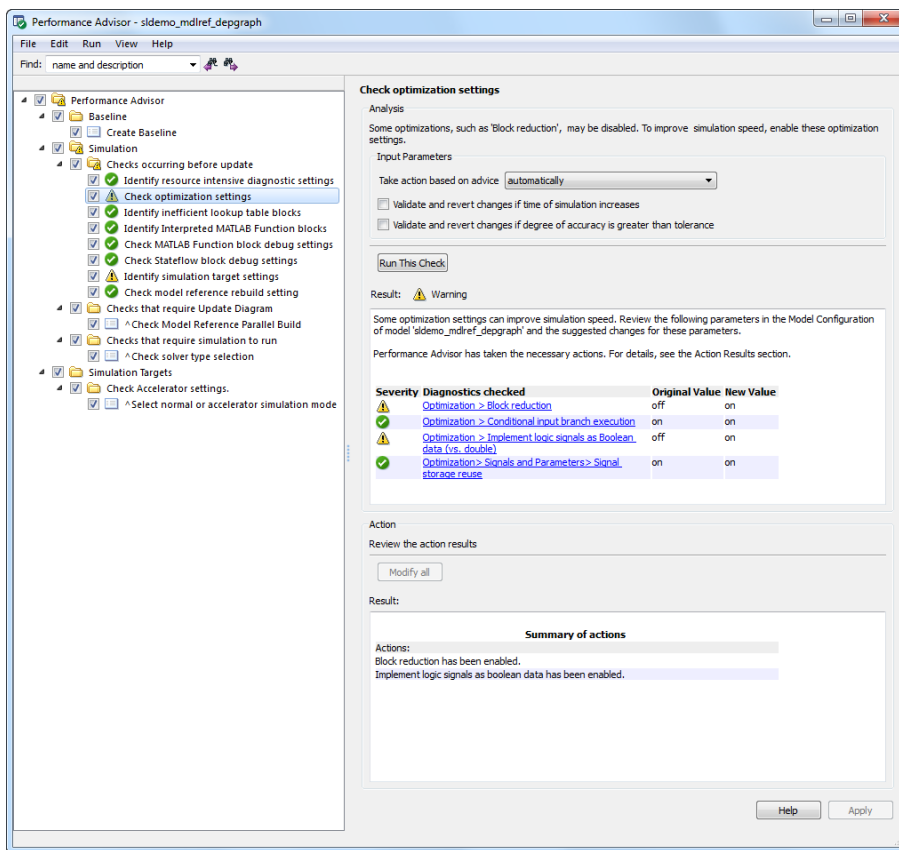 Performance Advisor - sldemo_mdlref_depgraph
File Edit Run View Help
Find: name and description
Performance Advisor
Baseline
Create Baseline
Simulation
Checks occurring before update
Identify resource intensive diagnostic settings
Check optimization settings
Identify inefficient lookup table blocks
Identify Interpreted MATLAB Function blocks
Check MATLAB Function block debug settings
Check Stateflow block debug settings
Identify simulation target settings
Check model reference rebuild setting
Checks that require Update Diagram
^Check Model Reference Parallel Build
Checks that require simulation to run
^Check solver type selection
Simulation Targets
Check Accelerator settings.
^Select normal or accelerator simulation mode
Check optimization settings
Analysis
Some optimizations, such as 'Block reduction', may be disabled. To improve simulation speed, enable these optimization
settings.
Input Parameters
Take action based on advice automatically
Validate and revert changes if time of simulation increases
Validate and revert changes if degree of accuracy is greater than tolerance
Run This Check
Result: Warning
Some optimization settings can improve simulation speed. Review the following parameters in the Model Configuration
of model 'sldemo_mdlref_depgraph' and the suggested changes for these parameters.
Performance Advisor has taken the necessary actions. For details, see the Action Results section.
Severity Diagnostics checked Original Value New Value
Optimization > Block reduction off on
Optimization > Conditional input branch execution on on
Optimization > Implement logic signals as Boolean off on
data (vs. double)
Optimization> Signals and Parameters> Signal on on
storage reuse
Action
Review the action results
Modify all
Result:
Summary of actions
Actions:
Block reduction has been enabled.
Implement logic signals as boolean data has been enabled.
Help Apply